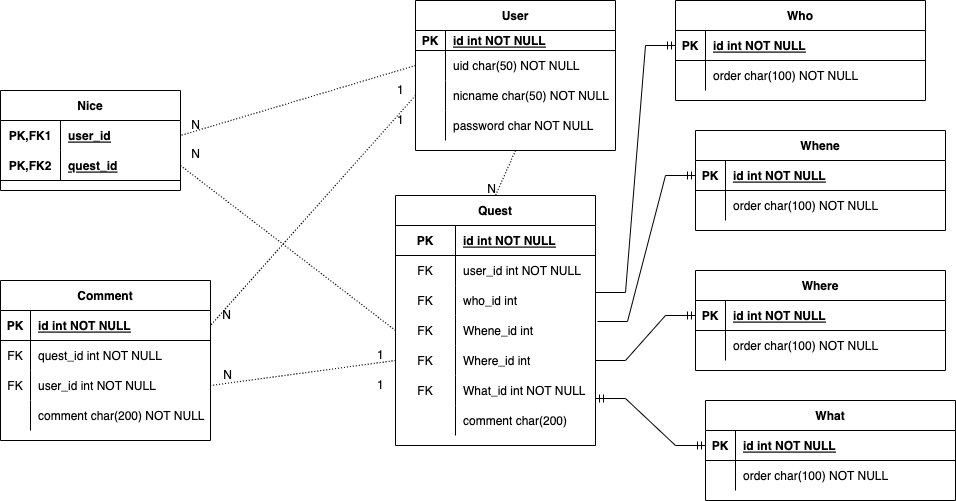 User
PK id int NOT NULL
uid char(50) NOT NULL
nicname char(50) NOT NULL
password char NOT NULL
Who
PK id int NOT NULL
order char(100) NOT NULL
Nice
PK,FK1 user_id
PK,FK2 quest_id
N
N
1
1
Whene
PK id int NOT NULL
order char(100) NOT NULL
N
Quest
PK id int NOT NULL
FK user_id int NOT NULL
FK who_id int
FK Whene_id int
FK Where_id int
FK What_id int NOT NULL
comment char(200)
Comment
PK id int NOT NULL
FK quest_id int NOT NULL
FK user_id int NOT NULL
comment char(200) NOT NULL
N
N
1
1
Where
PK id int NOT NULL
order char(100) NOT NULL
What
PK id int NOT NULL
order char(100) NOT NULL